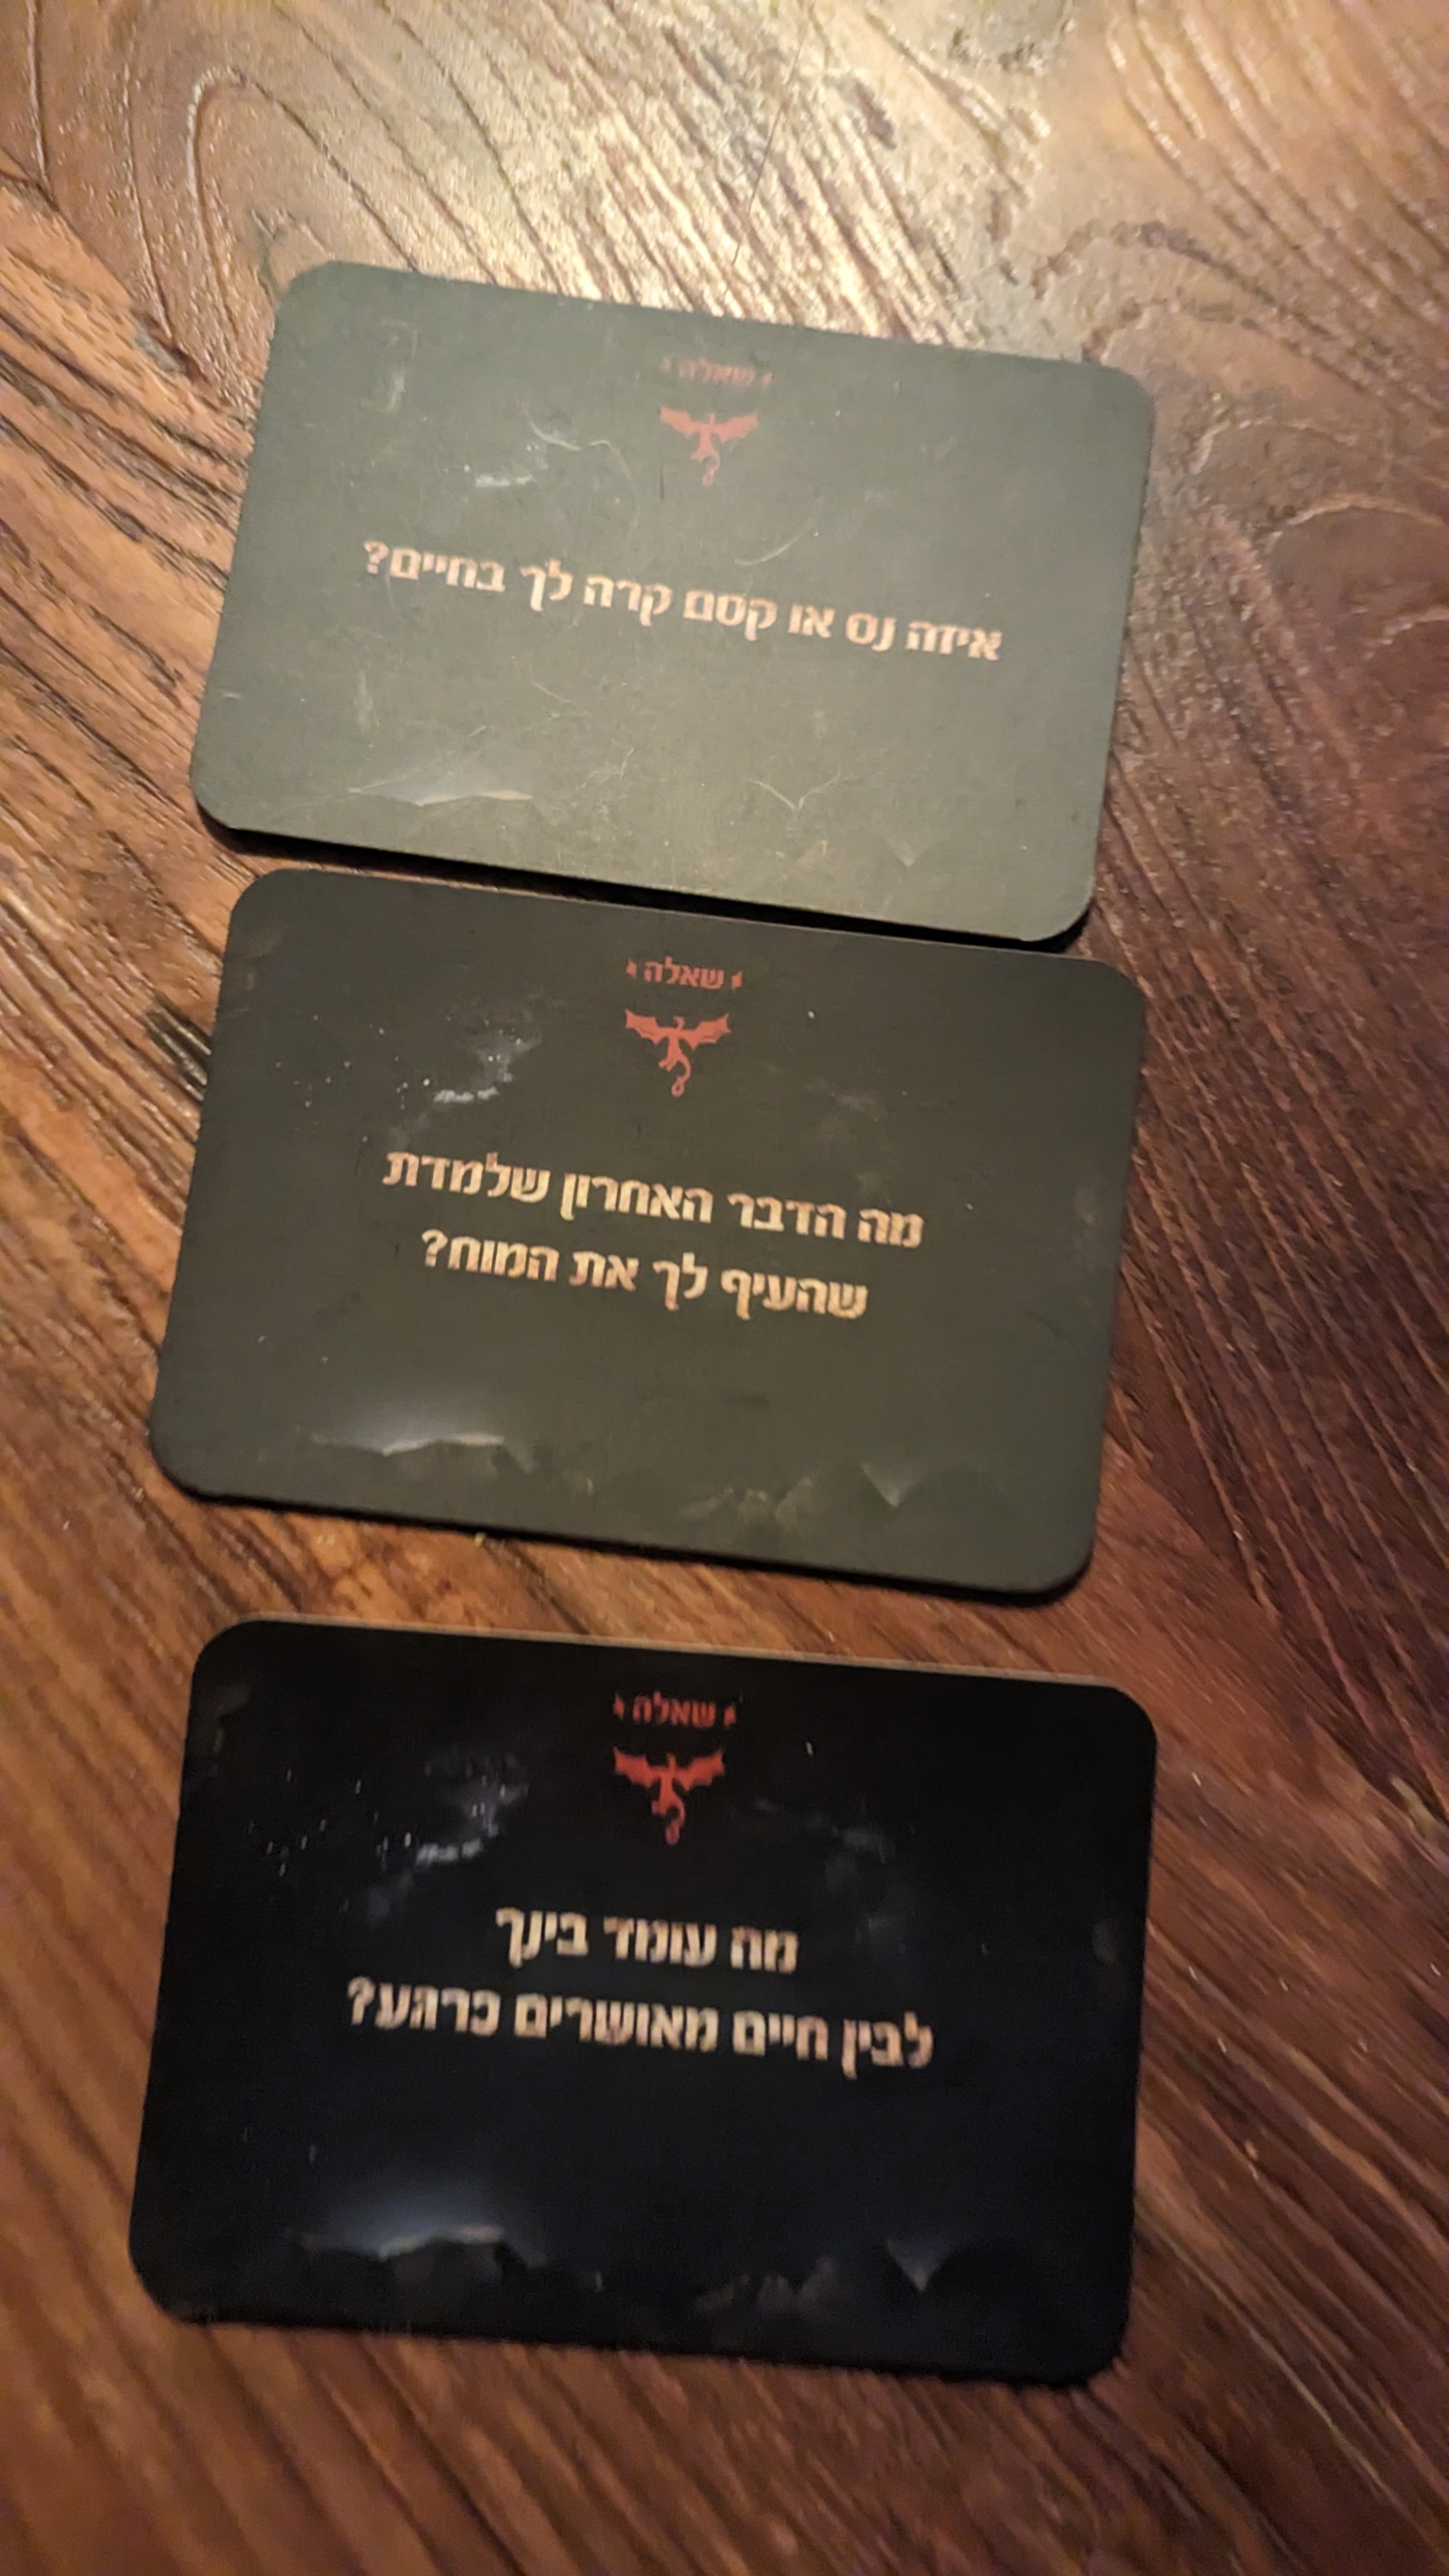 שאלה
איזה נס או קסם קרה לך בחיים?
שאלה
מה הדבר האחרון שלמדת
שהעיף לך את המוח?
שאלה
מה עומד בינך
לבין חיים מאושרים כרגע?